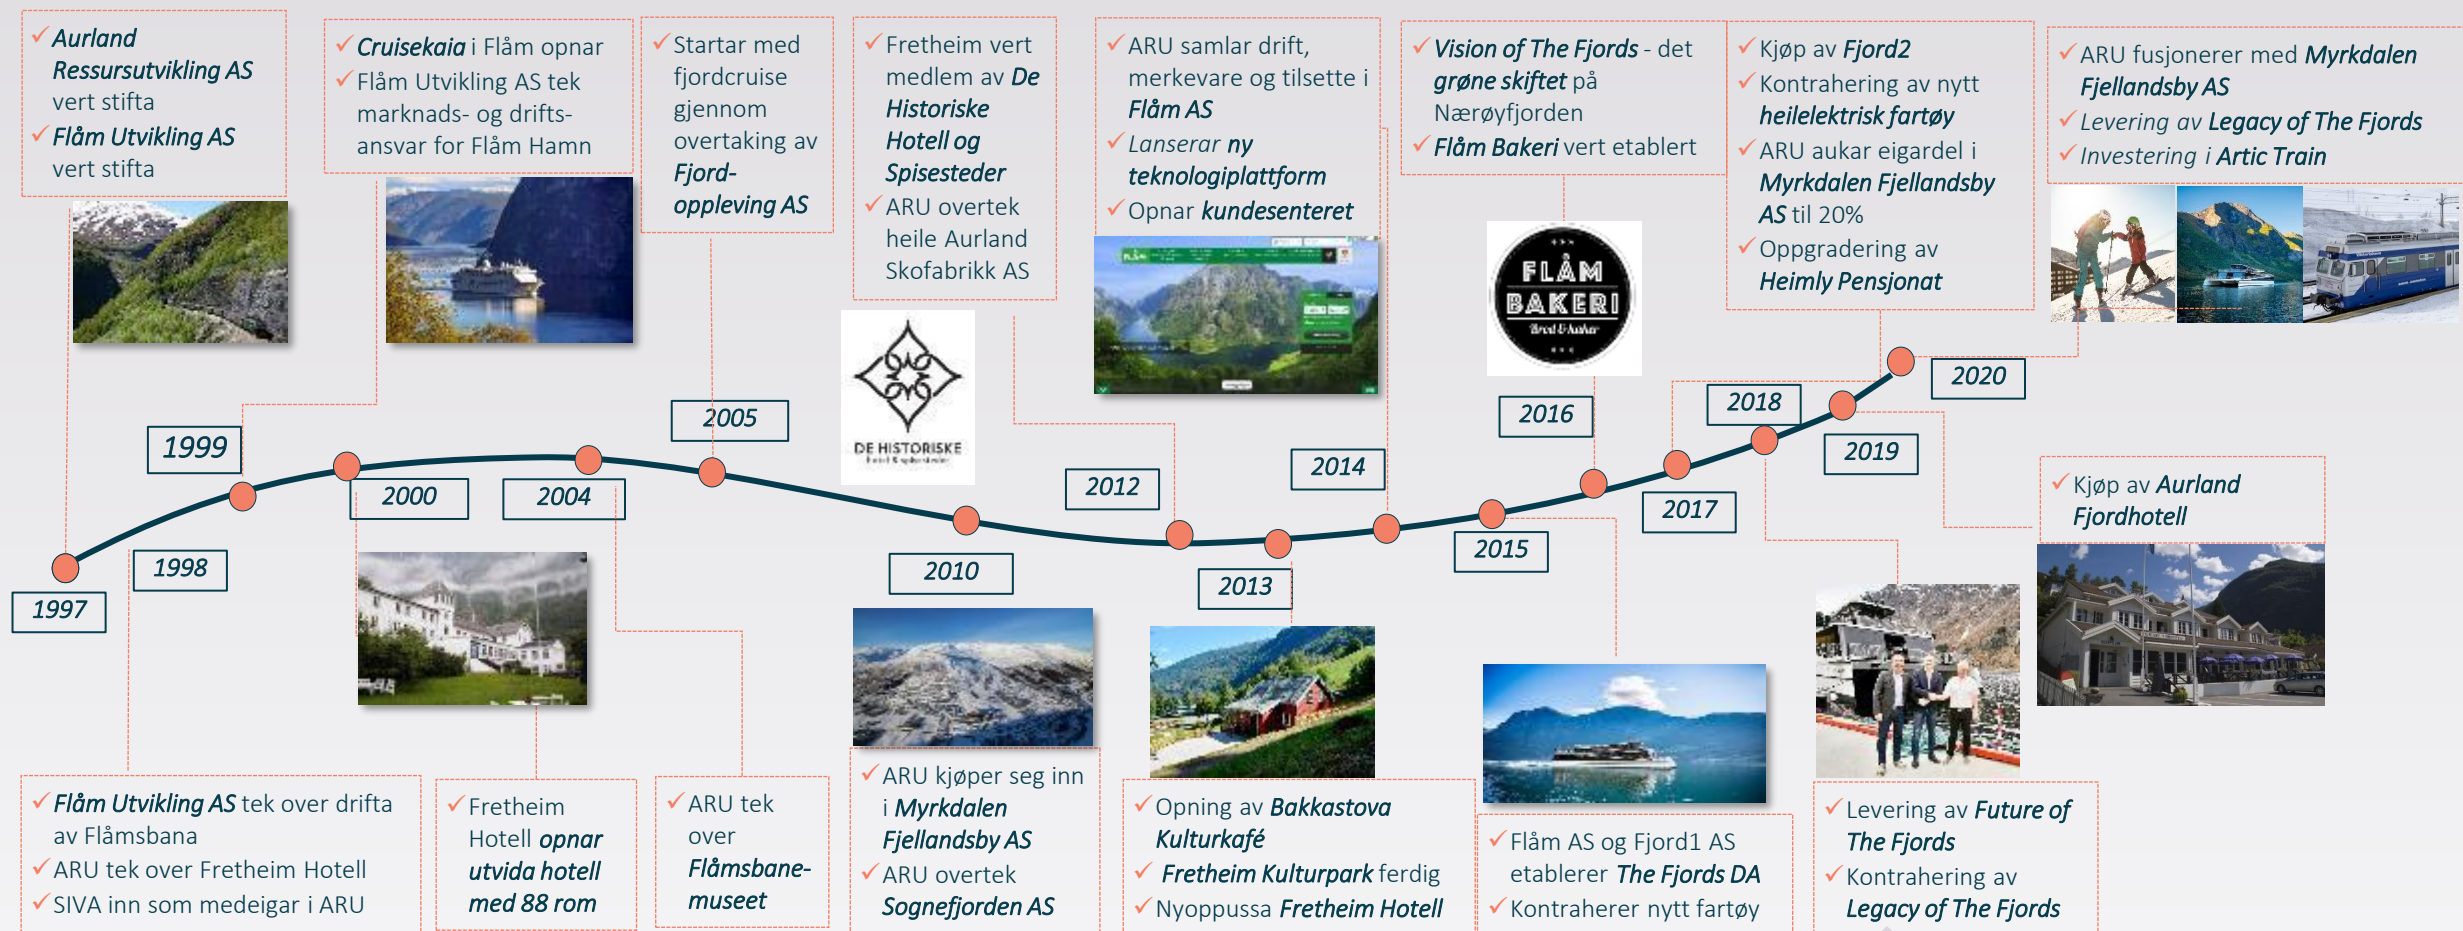 Aurland
Ressursutvikling AS
vert stifta
Flåm Utvikling AS
vert stifta
Cruisekaia i Flåm opnar
Flåm Utvikling AS tek
marknads- og drifts-
ansvar for Flåm Hamn
Startar med
fjordcruise
gjennom
overtaking av
Fjord-
oppleving AS
Fretheim vert
medlem av De
Historiske
Hotell og
Spisesteder
ARU overtek
heile Aurland
Skofabrikk AS
ARU samlar drift,
merkevare og tilsette i
Flåm AS
Lanserar ny
teknologiplattform
Opnar kundesenteret
Vision of The Fjords - det
grøne skiftet på
Nærøyfjorden
Flåm Bakeri vert etablert
Kjøp av Fjord2
Kontrahering av nytt
heilelektrisk fartøy
ARU aukar eigardel i
Myrkdalen Fjellandsby
AS til 20%
Oppgradering av
Heimly Pensjonat
ARU fusjonerer med Myrkdalen
Fjellandsby AS
Levering av Legacy of The Fjords
Investering i Artic Train
FLÅM
FLÅM
BAKERI
Brød & kaker
DE HISTORISKE
hotel & spisesteder
1997
1998
1999
2000
2004
2005
2010
2012
2013
2014
2015
2016
2017
2018
2019
2020
Kjøp av Aurland
Fjordhotell
Flåm Utvikling AS tek over drifta
av Flåmsbana
ARU tek over Fretheim Hotell
SIVA inn som medeigar i ARU
Fretheim
Hotell opnar
utvida hotell
med 88 rom
ARU tek
over
Flåmsbane-
museet
ARU kjøper seg inn
i Myrkdalen
Fjellandsby AS
ARU overtek
Sognefjorden AS
Opning av Bakkastova
Kulturkafé
Fretheim Kulturpark ferdig
Nyoppussa Fretheim Hotell
Flåm AS og Fjord1 AS
etablerer The Fjords DA
Kontraherer nytt fartøy
Levering av Future of
The Fjords
Kontrahering av
Legacy of The Fjords